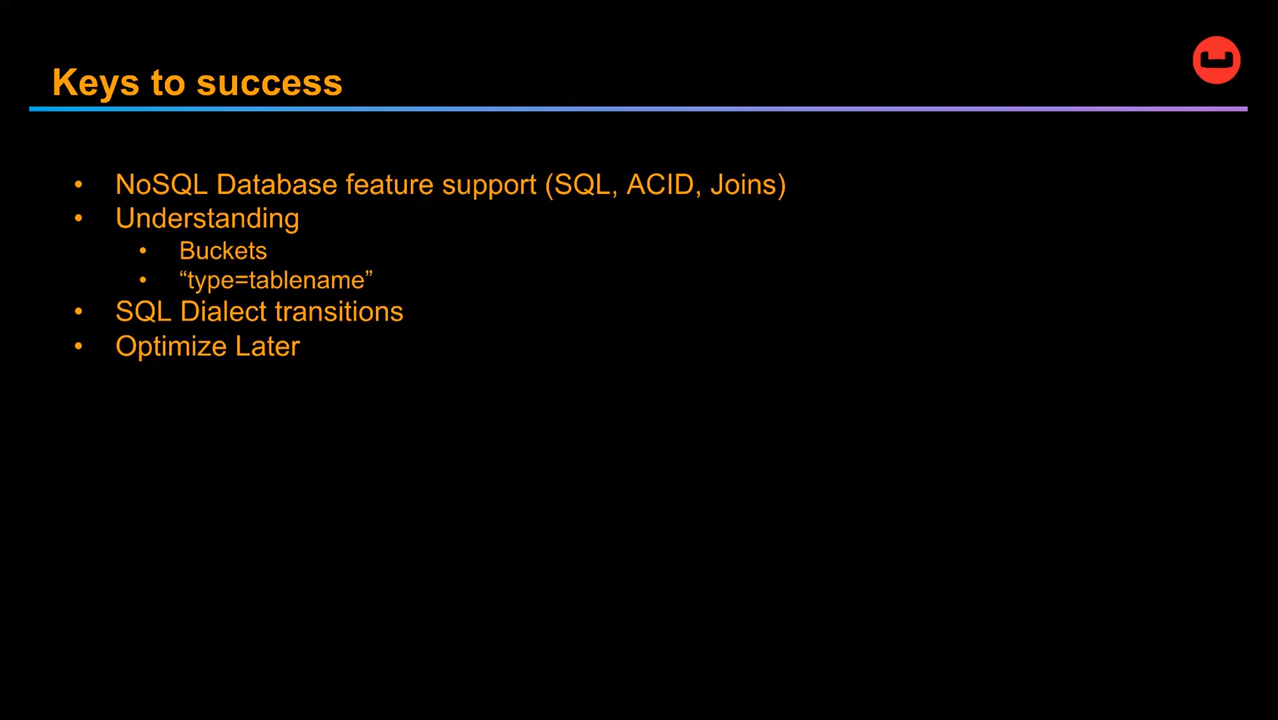 Keys to success
• NoSQL Database feature support (SQL, ACID, Joins)
• Understanding
• Buckets
• “type=tablename”
• SQL Dialect transitions
• Optimize Later